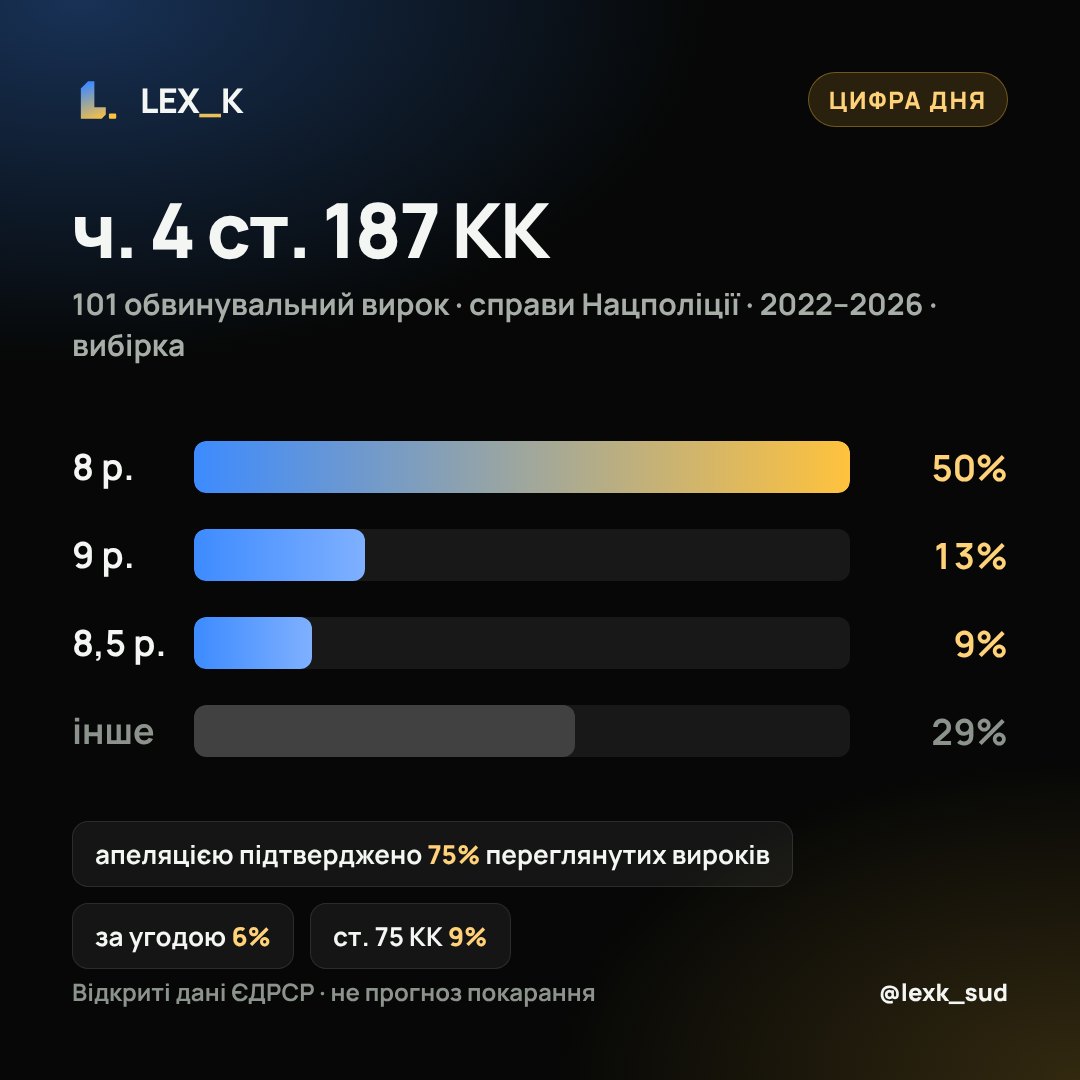 LEX_K
ЦИФРА ДНЯ
ч. 4 ст. 187 КК
101 обвинувальний вирок · справи Нацполіції · 2022–2026 ·
вибірка
8 р. 50%
9 р. 13%
8,5 р. 9%
інше 29%
апеляцією підтверджено 75% переглянутих вироків
за угодою 6% ст. 75 КК 9%
Відкриті дані ЄДРСР · не прогноз покарання @lexk_sud